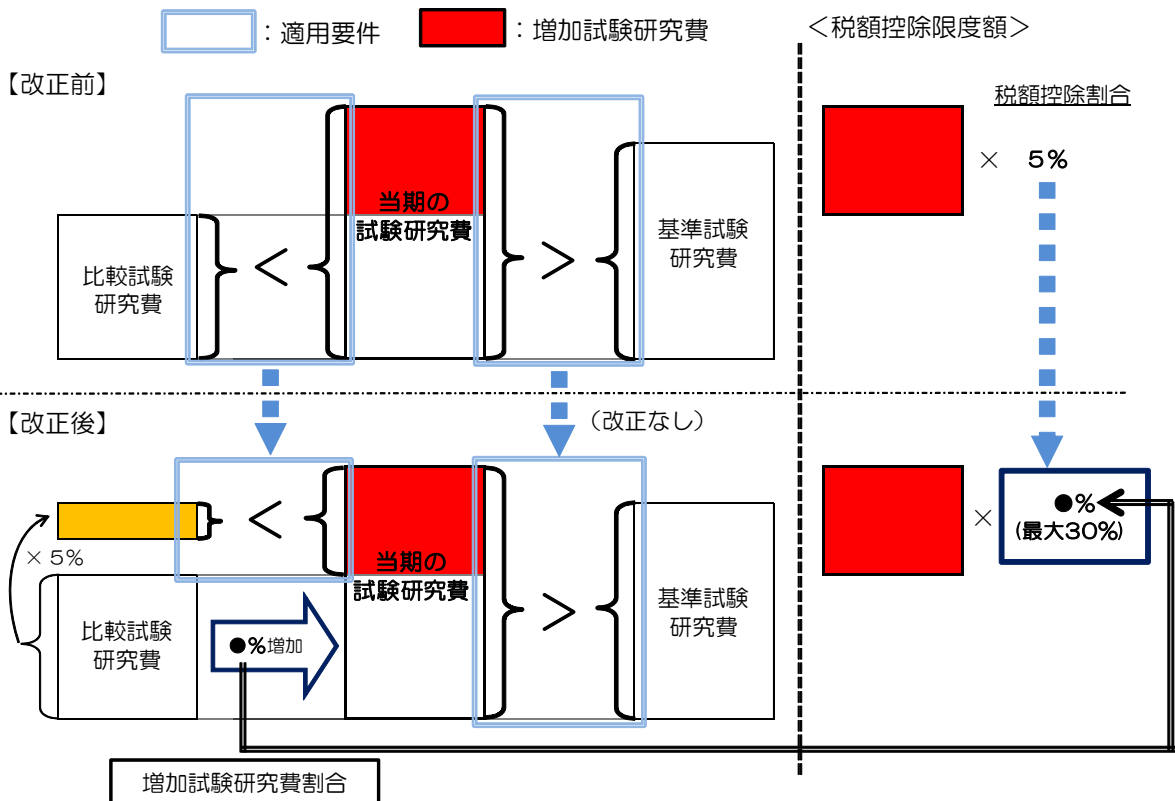 ：適用要件
：増加試験研究費
＜税額控除限度額＞
【改正前】
税額控除割合
比較試験
研究費
＜
当期の
試験研究費
＞
基準試験
研究費
× 5%
【改正後】
（改正なし）
× 5%
＜
当期の
試験研究費
＞
比較試験
研究費
●%増加
基準試験
研究費
×
●%
(最大30%)
増加試験研究費割合